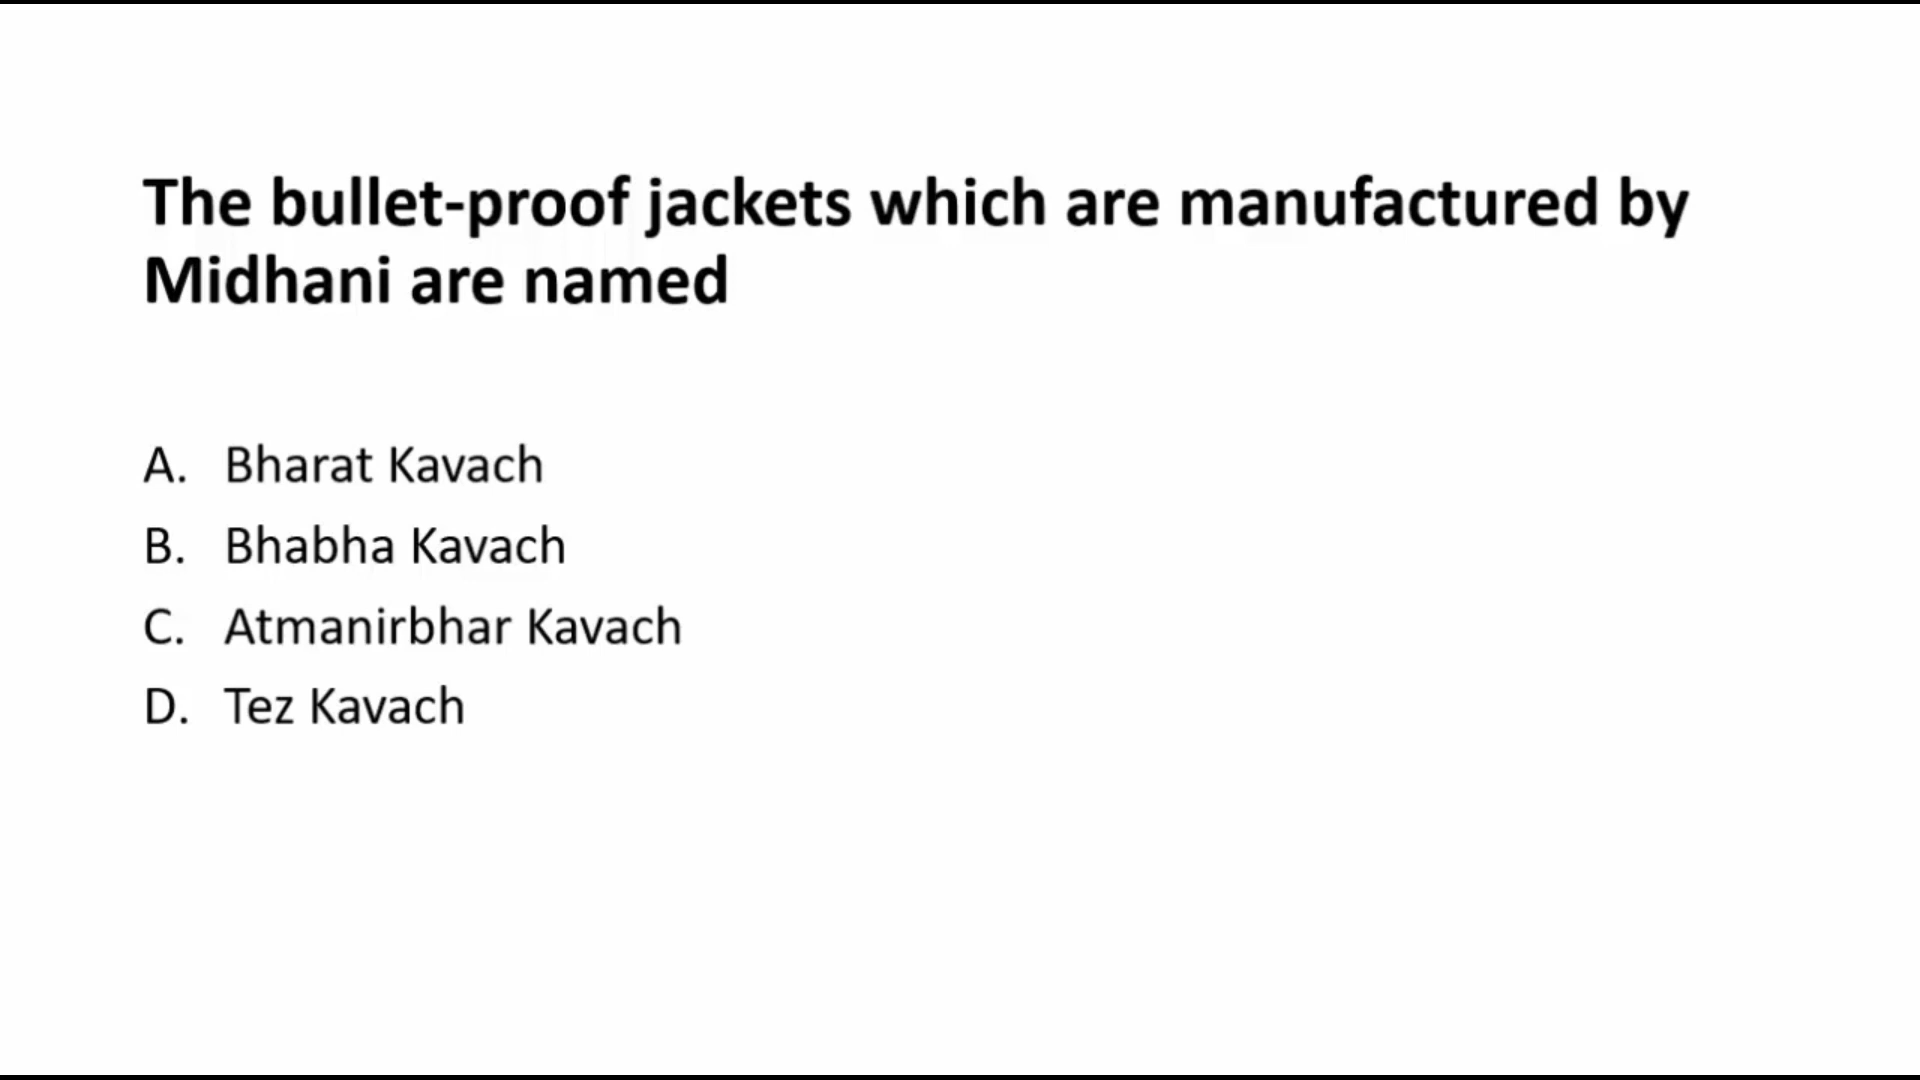 The bullet-proof jackets which are manufactured by
Midhani are named
A. Bharat Kavach
B. Bhabha Kavach
C. Atmanirbhar Kavach
D. Tez Kavach